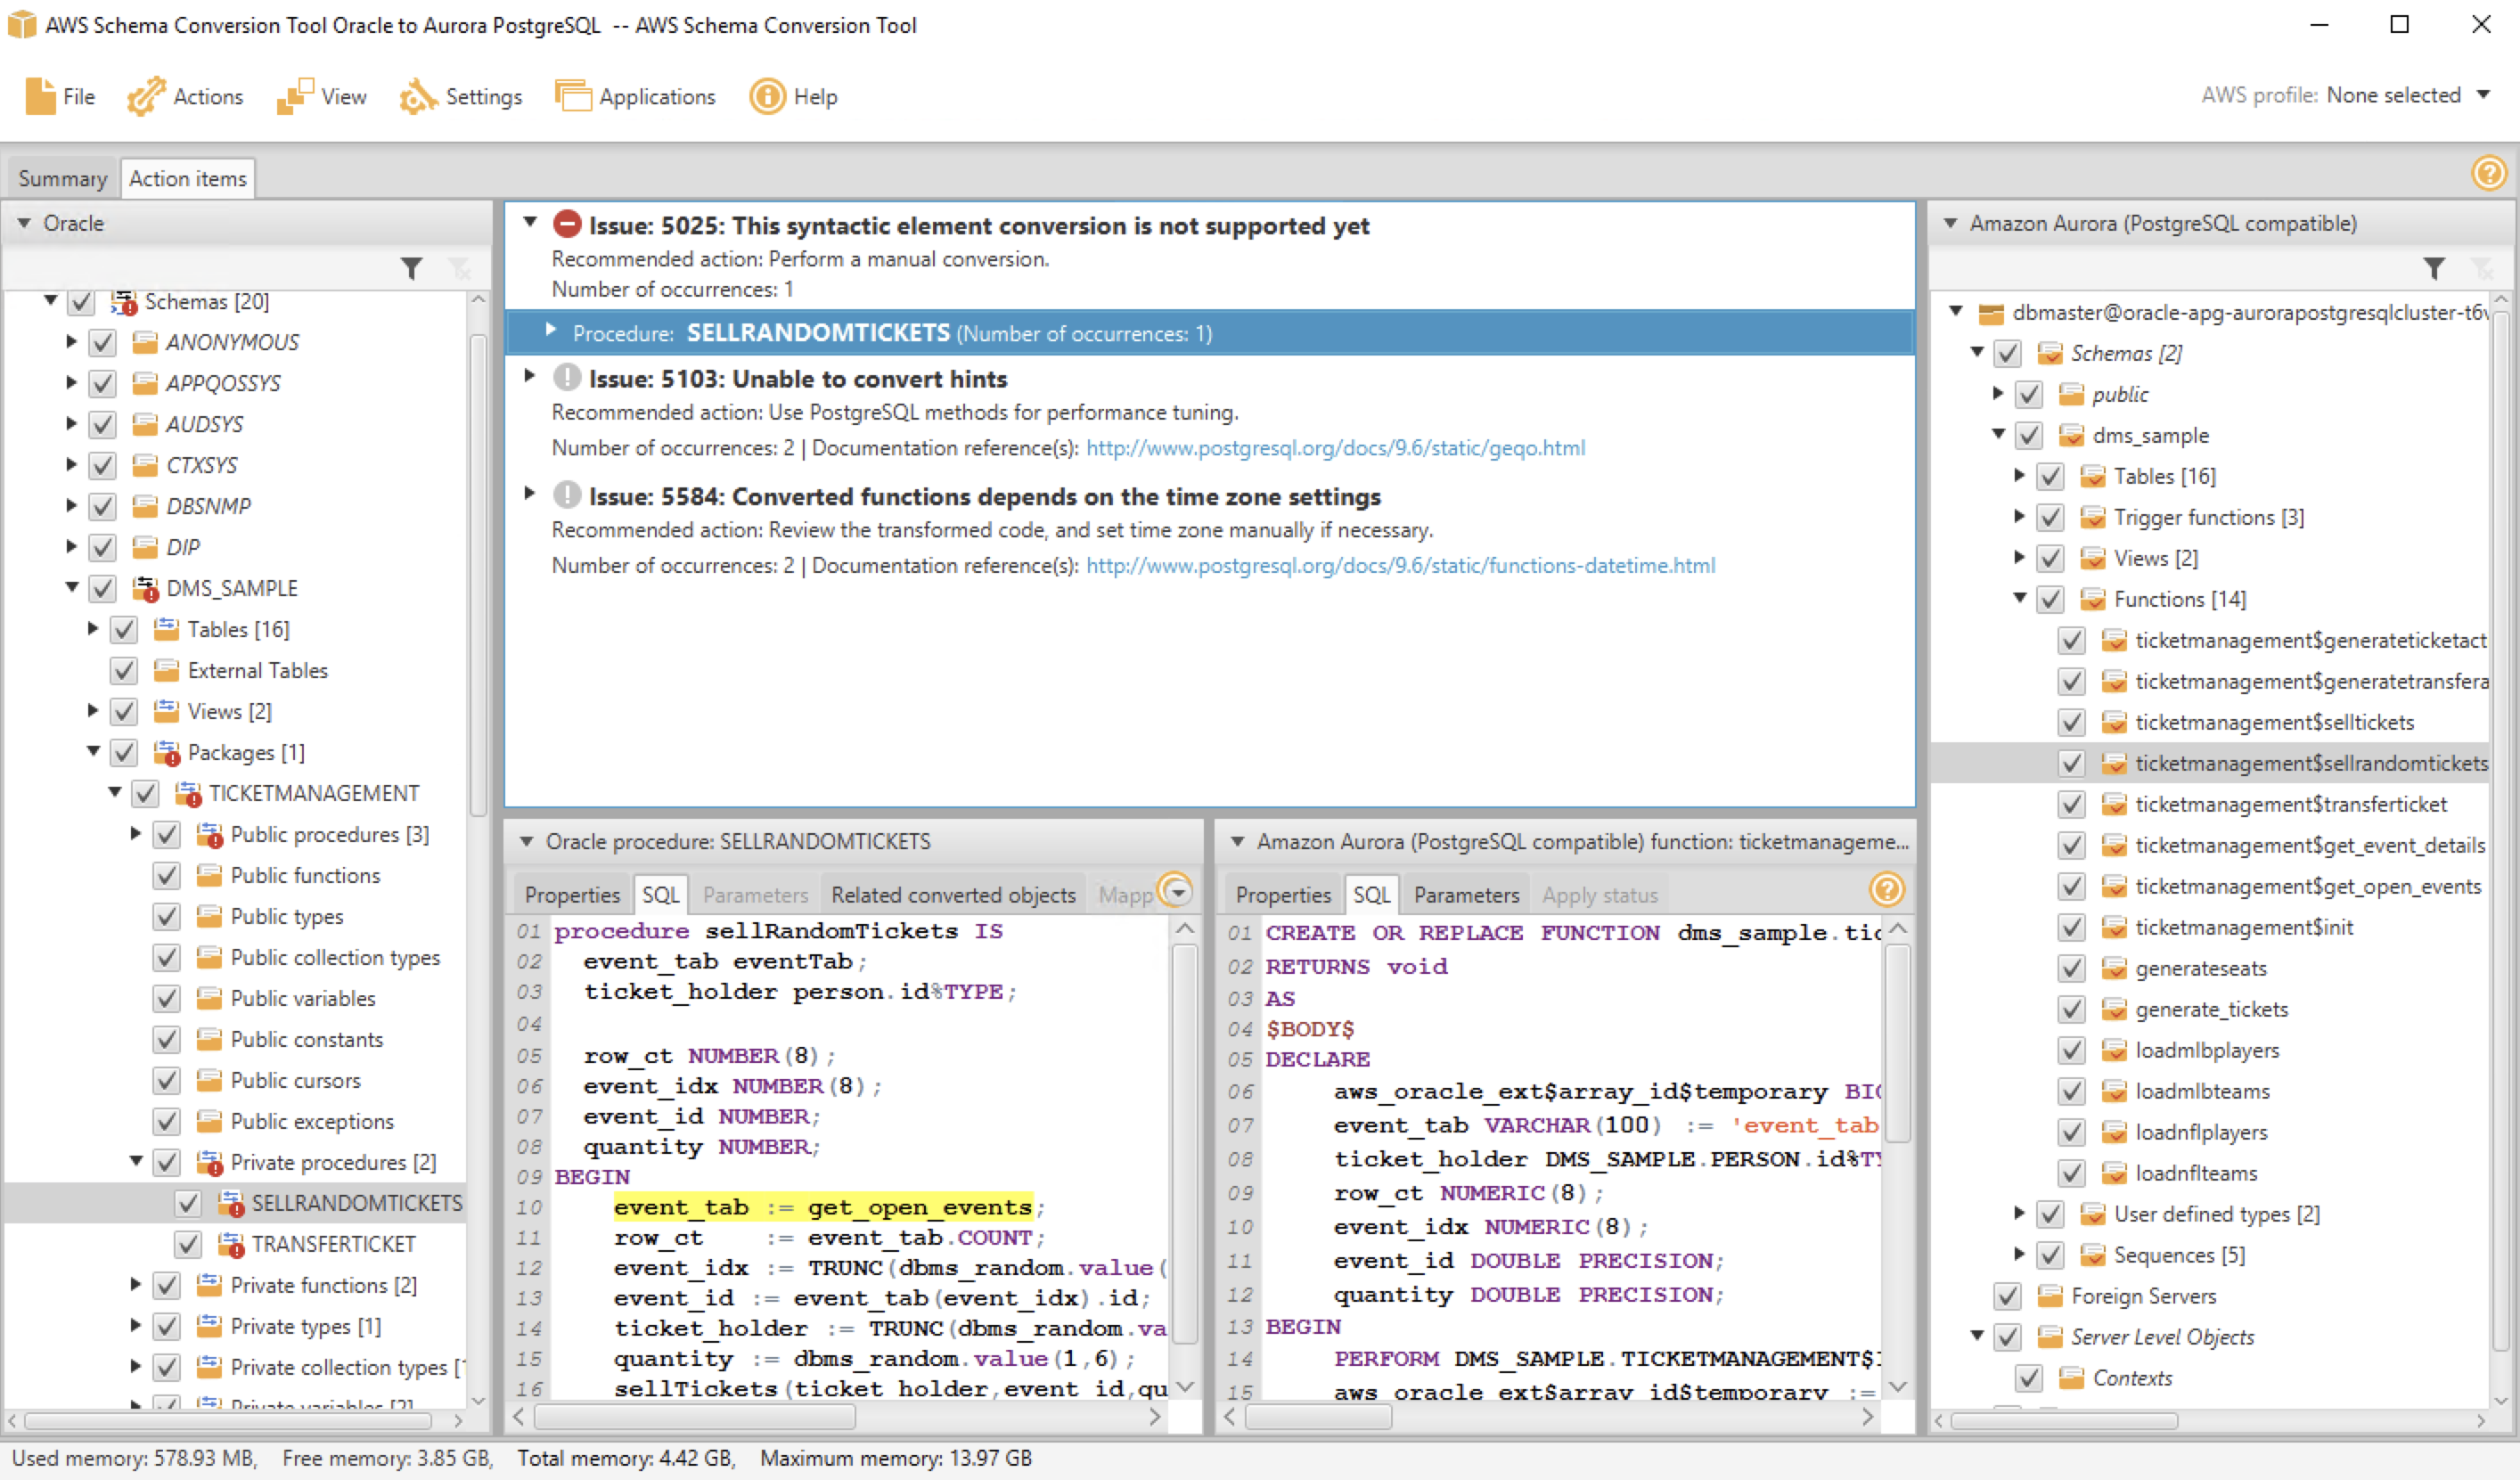 AWS Schema Conversion Tool Oracle to Aurora PostgreSQL -- AWS Schema Conversion Tool
File Actions View Settings Applications Help AWS profile: None selected
Summary Action items
Oracle
Schemas [20]
ANONYMOUS
APPQOSSYS
AUDSYS
CTXSYS
DBSNMP
DIP
DMS_SAMPLE
Tables [16]
External Tables
Views [2]
Packages [1]
TICKETMANAGEMENT
Public procedures [3]
Public functions
Public types
Public collection types
Public variables
Public constants
Public cursors
Public exceptions
Private procedures [2]
SELLRANDOMTICKETS
TRANSFERTICKET
Private functions [2]
Private types [1]
Private collection types [
Private variables [2]
Issue: 5025: This syntactic element conversion is not supported yet
Recommended action: Perform a manual conversion.
Number of occurrences: 1
Procedure: SELLRANDOMTICKETS (Number of occurrences: 1)
Issue: 5103: Unable to convert hints
Recommended action: Use PostgreSQL methods for performance tuning.
Number of occurrences: 2 | Documentation reference(s): http://www.postgresql.org/docs/9.6/static/geqo.html
Issue: 5584: Converted functions depends on the time zone settings
Recommended action: Review the transformed code, and set time zone manually if necessary.
Number of occurrences: 2 | Documentation reference(s): http://www.postgresql.org/docs/9.6/static/functions-datetime.html
Oracle procedure: SELLRANDOMTICKETS
Properties SQL Parameters Related converted objects Mapp
01 procedure sellRandomTickets IS
02 event_tab eventTab;
03 ticket_holder person.id%TYPE;
04
05 row_ct NUMBER(8);
06 event_idx NUMBER(8);
07 event_id NUMBER;
08 quantity NUMBER;
09 BEGIN
10 event_tab := get_open_events;
11 row_ct := event_tab.COUNT;
12 event_idx := TRUNC(dbms_random.value(
13 event_id := event_tab(event_idx).id;
14 ticket_holder := TRUNC(dbms_random.va
15 quantity := dbms_random.value(1,6);
16 sellTickets(ticket_holder,event_id,qu
Amazon Aurora (PostgreSQL compatible) function: ticketmanageme...
Properties SQL Parameters Apply status
01 CREATE OR REPLACE FUNCTION dms_sample.tic
02 RETURNS void
03 AS
04 $BODY$
05 DECLARE
06 aws_oracle_ext$array_id$temporary BIG
07 event_tab VARCHAR(100) := 'event_tab
08 ticket_holder DMS_SAMPLE.PERSON.id%TY
09 row_ct NUMERIC(8);
10 event_idx NUMERIC(8);
11 event_id DOUBLE PRECISION;
12 quantity DOUBLE PRECISION;
13 BEGIN
14 PERFORM DMS_SAMPLE.TICKETMANAGEMENT$I
15 aws_oracle_ext$array_id$temporary :=
Amazon Aurora (PostgreSQL compatible)
dbmaster@oracle-apg-aurorapostgresqlcluster-t6v
Schemas [2]
public
dms_sample
Tables [16]
Trigger functions [3]
Views [2]
Functions [14]
ticketmanagement$generateticketact
ticketmanagement$generatetransfera
ticketmanagement$selltickets
ticketmanagement$sellrandomtickets
ticketmanagement$transferticket
ticketmanagement$get_event_details
ticketmanagement$get_open_events
ticketmanagement$init
generateseats
generate_tickets
loadmlbplayers
loadmlbteams
loadnflplayers
loadnflteams
User defined types [2]
Sequences [5]
Foreign Servers
Server Level Objects
Contexts
Used memory: 578.93 MB, Free memory: 3.85 GB, Total memory: 4.42 GB, Maximum memory: 13.97 GB